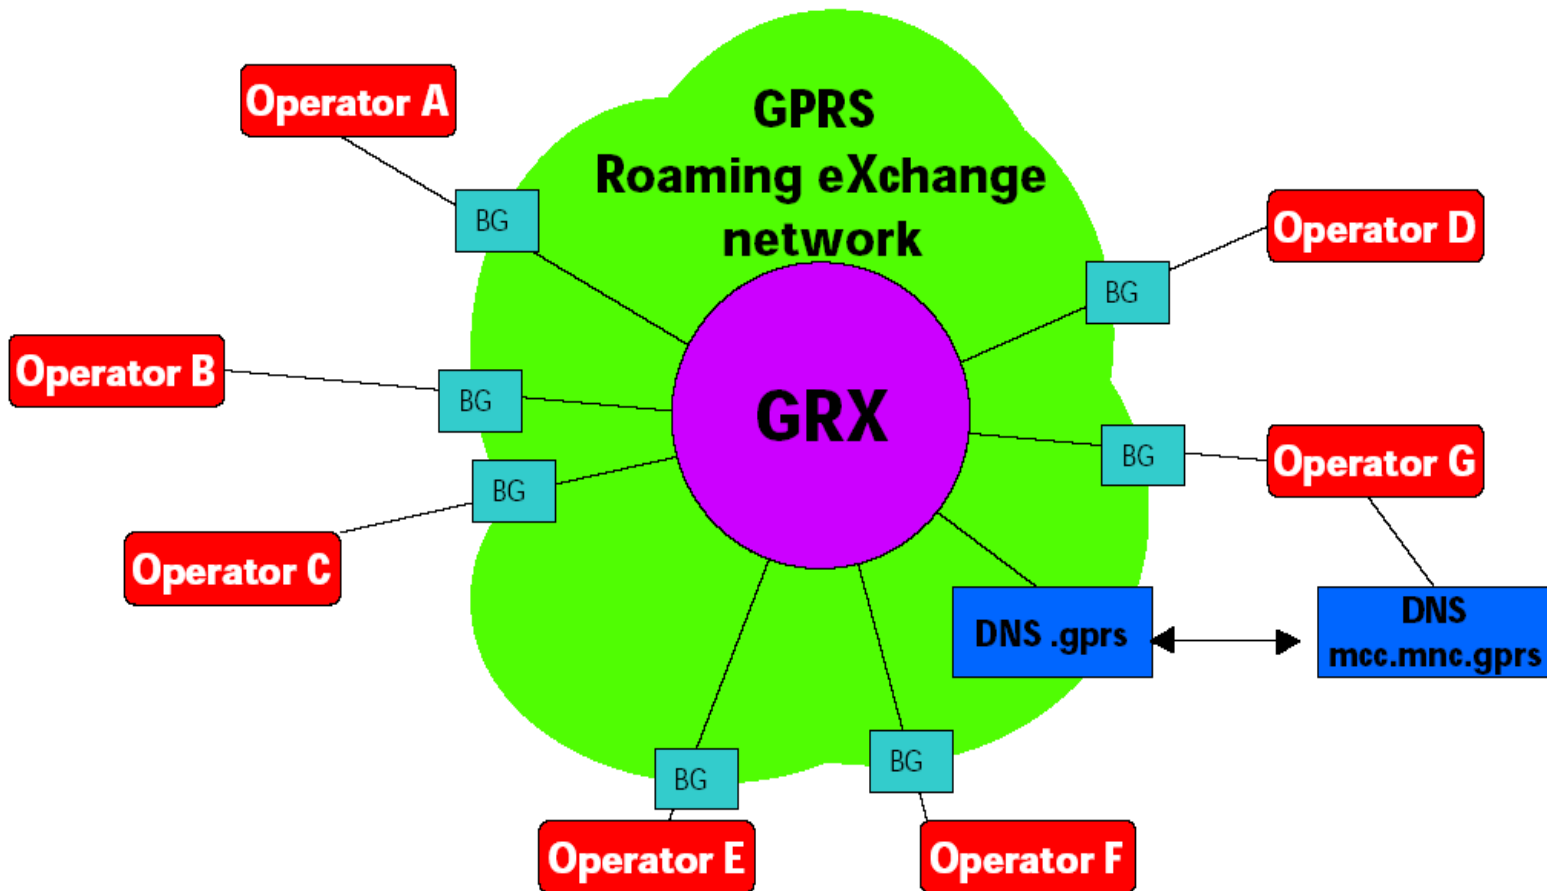 GPRS
Roaming eXchange
network
Operator A
BG
Operator D
BG
Operator B
BG
GRX
BG
Operator G
BG
Operator C
DNS .gprs
DNS
mcc.mnc.gprs
BG
BG
Operator E
Operator F